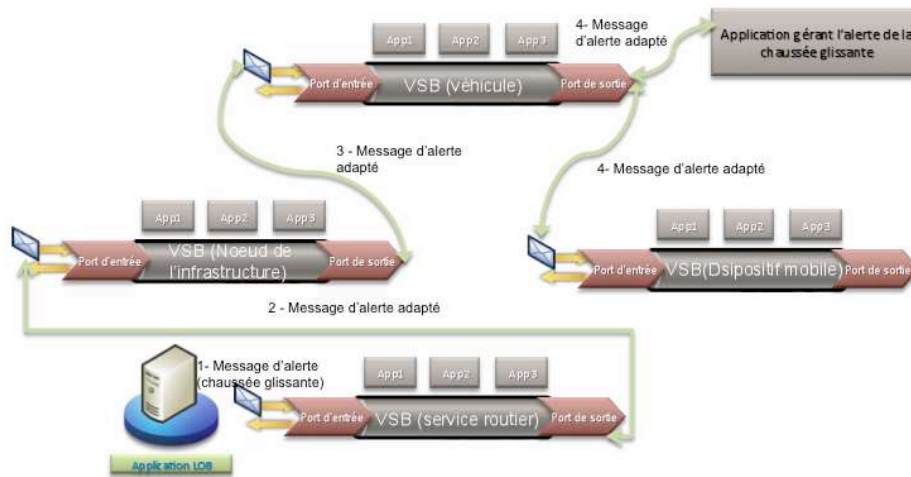 App1 App2 App3
4- Message
d'alerte adapté
Application gérant l'alerte de la
chaussée glissante
Port d'entrée
VSB (vèhicule)
Port de sortie
3 - Message d'alerte
adapté
4- Message d'alerte adapté
App1 App2 App3
Port d'entrée
VSB (Noeud de
l'infrastructure)
Port de sortie
App1 App2 App3
Port d'entrée
VSB(Dsipositif mobile)
Port de sortie
2 - Message d'alerte adapté
1- Message d'alerte
(chaussée glissante)
App1 App2 App3
Port d'entrée
VSB (service routier)
Port de sortie
Application LOB